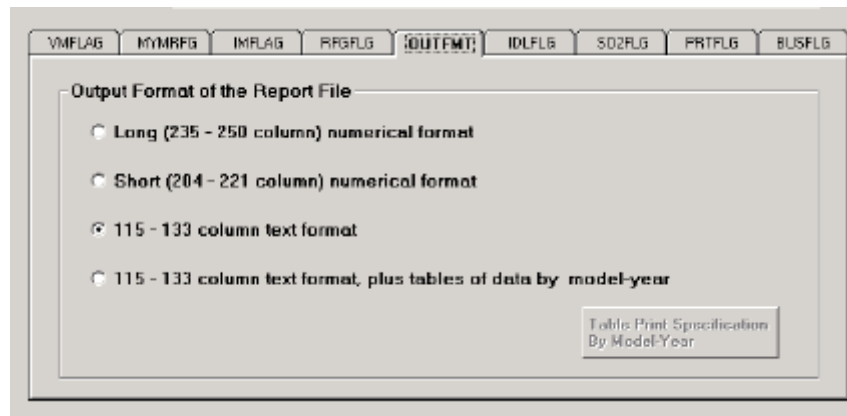 VMFLAG MYMRFG IMFLAG RFGFLG OUTFMT IDLFLG SO2FLG PRTFLG BUSFLG
Output Format of the Report File
Long (235 - 250 column) numerical format
Short (204 - 221 column) numerical format
115 - 133 column text format
115 - 133 column text format, plus tables of data by model-year
Table Print Specification
By Model-Year